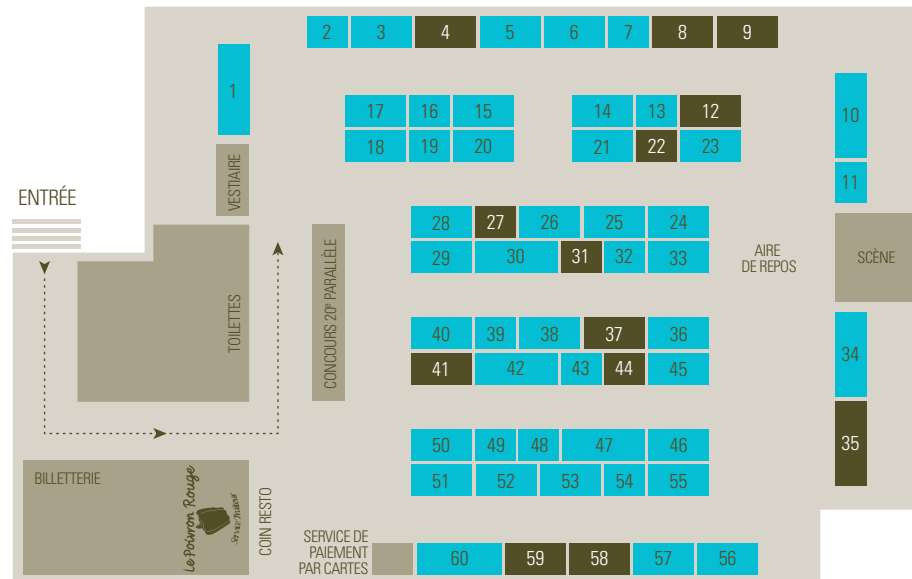 2 3 4 5 6 7 8 9
1
17 16 15 14 13 12
18 19 20 21 22 23
10
11
VESTIAIRE
ENTRÉE
28 27 26 25 24
29 30 31 32 33
AIRE
DE REPOS
SCÈNE
TOILETTES
CONCOURS 20e PARALLÈLE
40 39 38 37 36
41 42 43 44 45
34
35
50 49 48 47 46
51 52 53 54 55
BILLETTERIE
Le Poivron Rouge
Service Traiteur
COIN RESTO
SERVICE DE
PAIEMENT
PAR CARTES
60 59 58 57 56